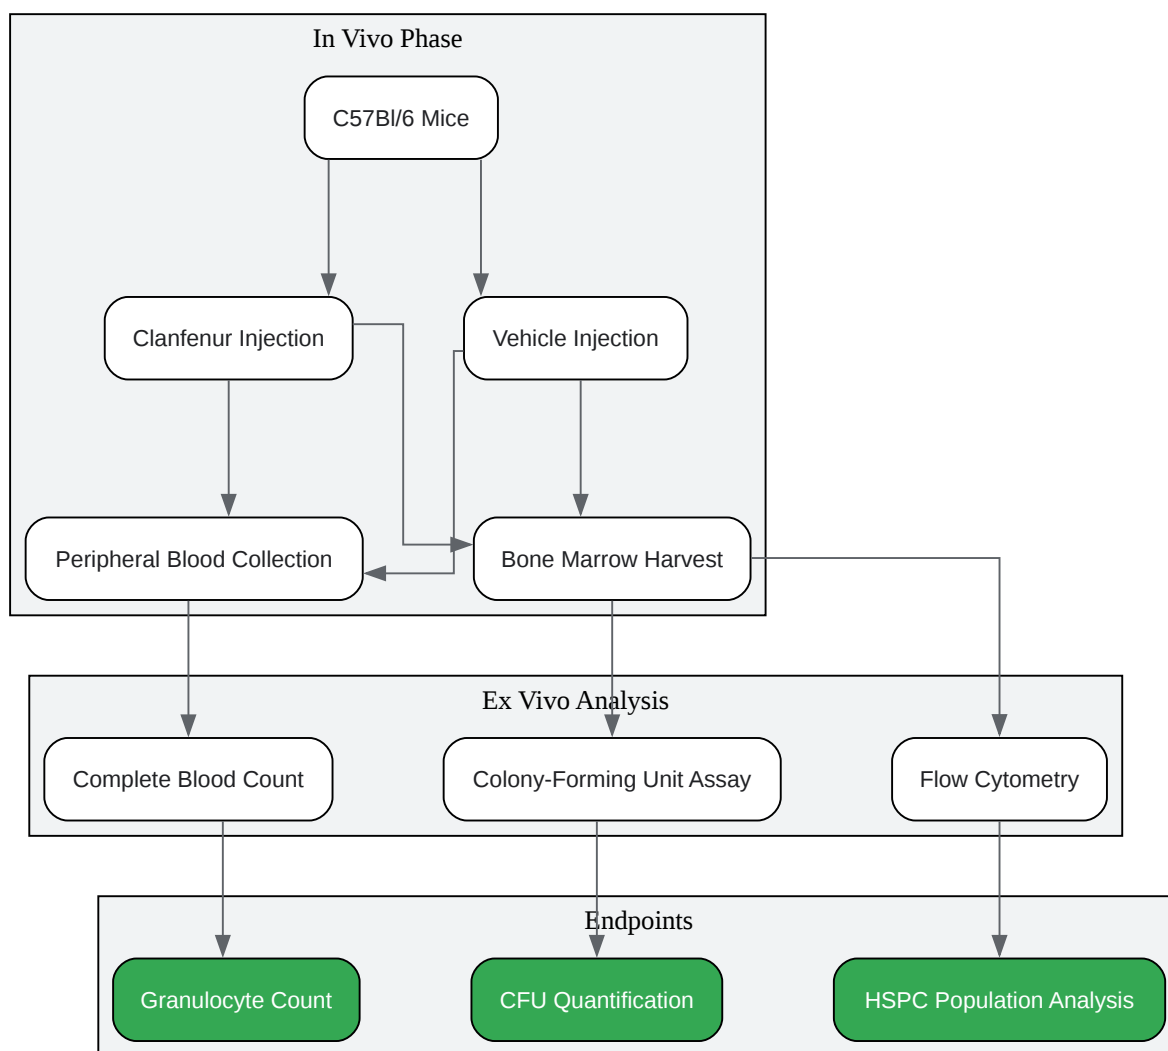 In Vivo Phase
C57Bl/6 Mice
Clanfenur Injection
Vehicle Injection
Peripheral Blood Collection
Bone Marrow Harvest
Ex Vivo Analysis
Complete Blood Count
Colony-Forming Unit Assay
Flow Cytometry
Endpoints
Granulocyte Count
CFU Quantification
HSPC Population Analysis